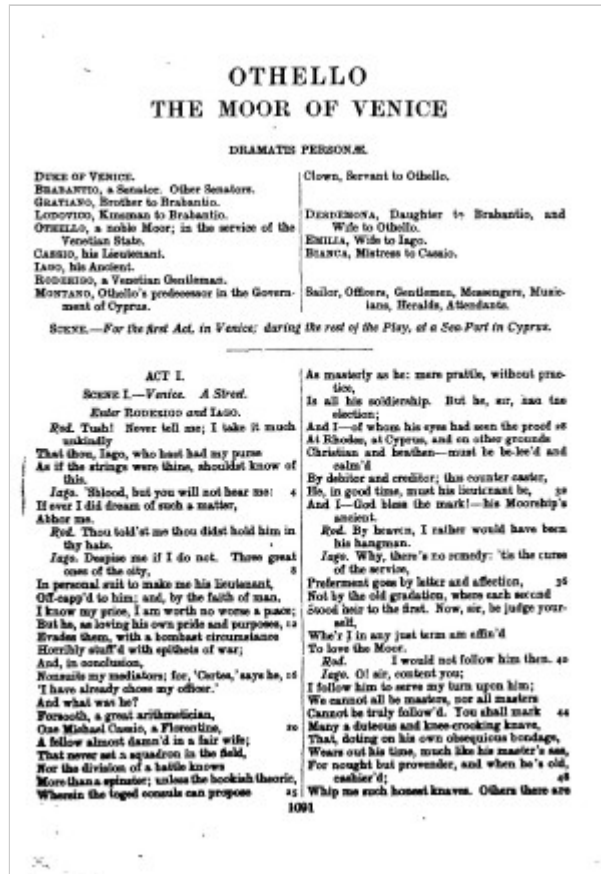 OTHELLO
THE MOOR OF VENICE
DRAMATIS PERSONÆ.
DUKE OF VENICE.
BRABANTIO, a Senator. Other Senators.
GRATIANO, Brother to Brabantio.
LODOVICO, Kinsman to Brabantio.
OTHELLO, a noble Moor; in the service of the
Venetian State.
CASSIO, his Lieutenant.
IAGO, his Ancient.
RODERIGO, a Venetian Gentleman.
MONTANO, Othello's predecessor in the Govern-
ment of Cyprus.
Clown, Servant to Othello.
DESDEMONA, Daughter to Brabantio, and
Wife to Othello.
EMILIA, Wife to Iago.
BIANCA, Mistress to Cassio.
Sailor, Officers, Gentlemen, Messengers, Music-
ians, Heralds, Attendants.
SCENE.—For the first Act, in Venice; during the rest of the Play, at a Sea-Port in Cyprus.
ACT I.
SCENE I.—Venice. A Street.
Enter RODERIGO and IAGO.
Rod. Tush! Never tell me; I take it much
unkindly
That thou, Iago, who hast had my purse
As if the strings were thine, shouldst know of
this.
Iago. 'Sblood, but you will not hear me: 4
If ever I did dream of such a matter,
Abhor me.
Rod. Thou told'st me thou didst hold him in
thy hate.
Iago. Despise me if I do not. Three great
ones of the city, 8
In personal suit to make me his lieutenant,
Off-capp'd to him; and, by the faith of man,
I know my price, I am worth no worse a place;
But he, as loving his own pride and purposes, 12
Evades them, with a bombast circumstance
Horribly stuff'd with epithets of war;
And, in conclusion,
Nonsuits my mediators; for, 'Certes,' says he, 16
'I have already chose my officer.'
And what was he?
Forsooth, a great arithmetician,
One Michael Cassio, a Florentine, 20
A fellow almost damn'd in a fair wife;
That never set a squadron in the field,
Nor the division of a battle knows
More than a spinster; unless the bookish theoric,
Wherein the toged consuls can propose 25
As masterly as he: mere prattle, without prac-
tice,
Is all his soldiership. But he, sir, had the
election;
And I—of whom his eyes had seen the proof 28
At Rhodes, at Cyprus, and on other grounds
Christian and heathen—must be be-lee'd and
calm'd
By debitor and creditor; this counter-caster,
He, in good time, must his lieutenant be, 32
And I—God bless the mark!—his Moorship's
ancient.
Rod. By heaven, I rather would have been
his hangman.
Iago. Why, there's no remedy: 'tis the curse
of the service,
Preferment goes by letter and affection, 36
Not by the old gradation, where each second
Stood heir to the first. Now, sir, be judge your-
self,
Whe'r I in any just term am affin'd
To love the Moor.
Rod. I would not follow him then. 40
Iago. O! sir, content you;
I follow him to serve my turn upon him;
We cannot all be masters, nor all masters
Cannot be truly follow'd. You shall mark 44
Many a duteous and knee-crooking knave,
That, doting on his own obsequious bondage,
Wears out his time, much like his master's ass,
For nought but provender, and when he's old,
cashier'd; 48
Whip me such honest knaves. Others there are
1091